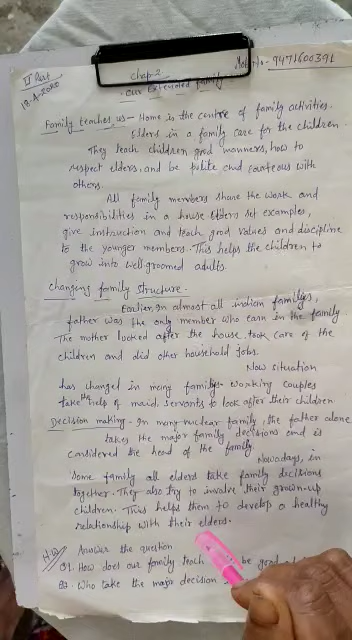 II Part
Mob No- 9471600391
Chap-2
18-4-2020
Our Extended family
Family teaches us - Home is the centre of family activities.
Elders in a family care for the children.
They teach children good manners, how to
respect elders, and be polite and courteous with
others.
All family members share the work and
responsibilities in a house. Elders set examples,
give instruction and teach good values and discipline
to the younger members. This helps the children to
grow into well-groomed adults.
Changing family structure -
Earlier, in almost all indian families,
father was the only member who earn in the family
The mother looked after the house, took care of the
children and did other household jobs.
Now situation
has changed in many family- working couples
take the help of maid servants to look after their children
Decision making - In many nuclear family, the father alone
takes the major family decisions and is
considered the head of the family.
Nowadays, in
some family all elders take family decisions
together. They also try to involve their grown-up
children. This helps them to develop a healthy
relationship with their elders.
H.W Answer the question
Q1. How does our family teach be
Q2. Who take the major decision